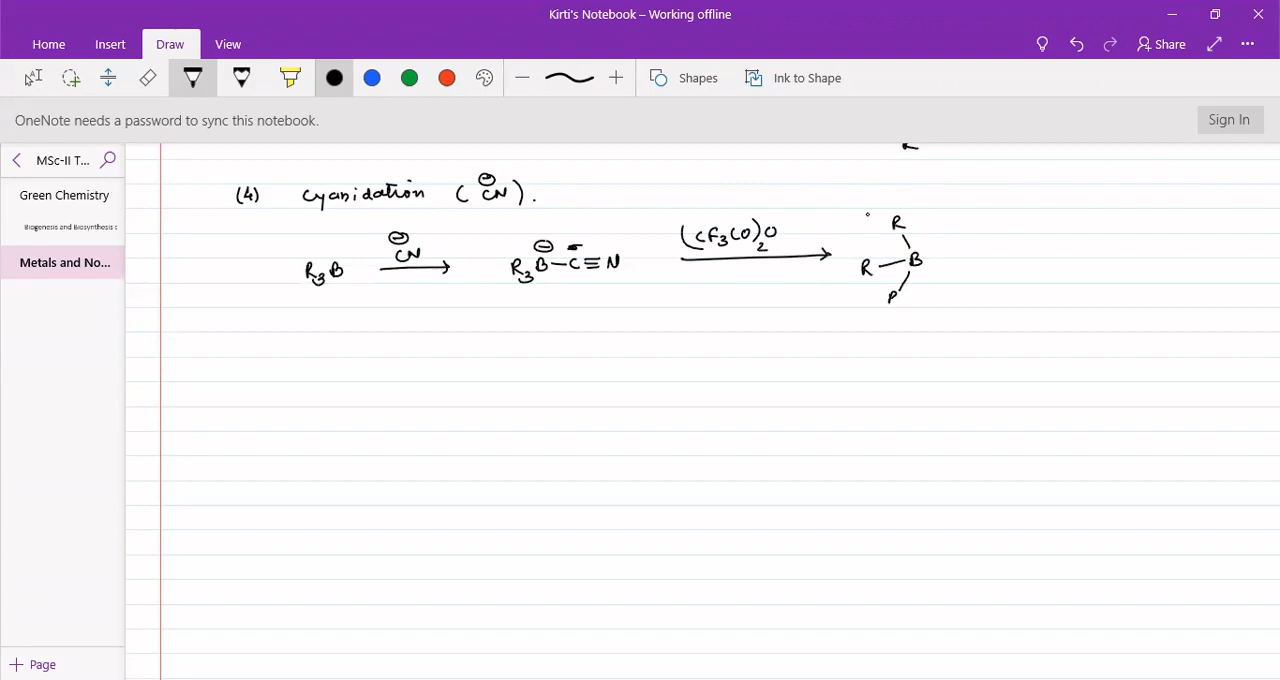 Kirti's Notebook – Working offline
Home Insert Draw View Share
Shapes Ink to Shape
OneNote needs a password to sync this notebook. Sign In
MSc-II T...
Green Chemistry
Biogenesis and Biosynthesis c
Metals and No...
Page
R
(4) Cyanidation (⊖CN).
R3B ⊖CN → R3B⊖—C≡N (CF3CO)2O → R
R — B
R